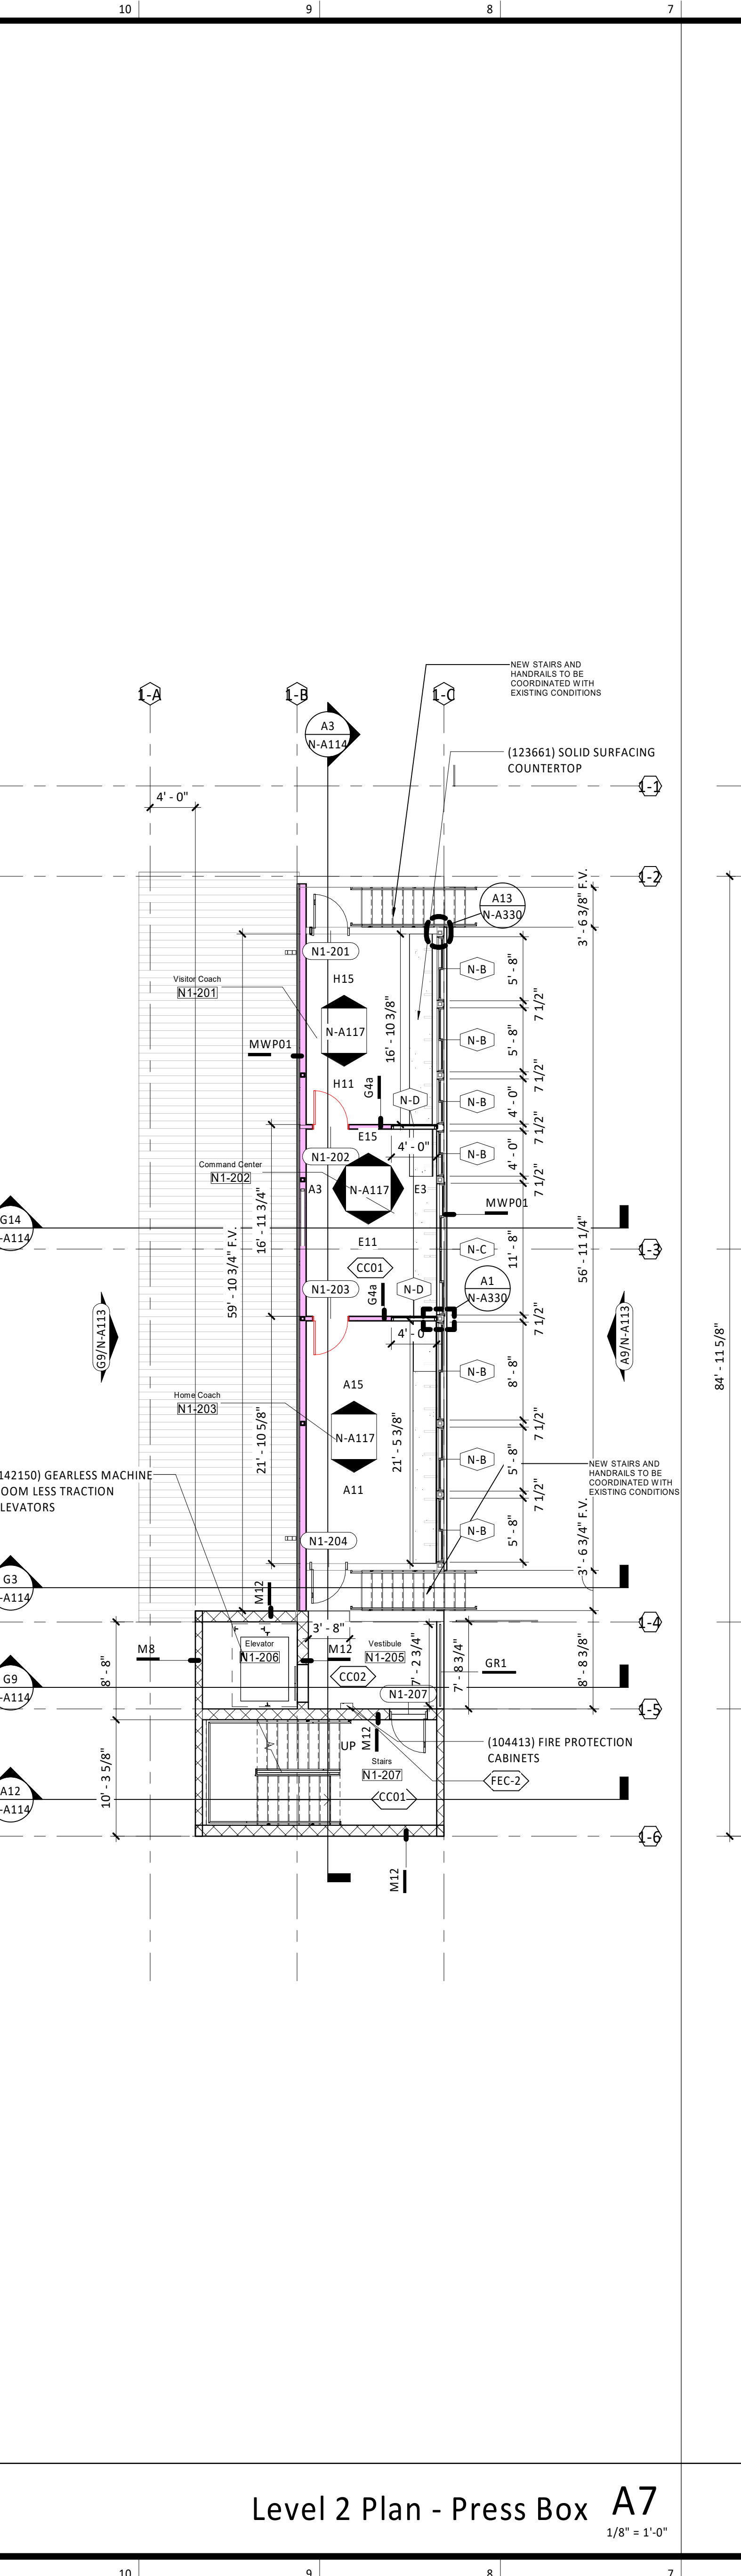 10
9
8
7
NEW STAIRS AND
HANDRAILS TO BE
COORDINATED WITH
EXISTING CONDITIONS
1-A
1-B
1-C
A3
N-A114
(123661) SOLID SURFACING
COUNTERTOP
1-1
4' - 0"
1-2
3' - 6 3/8" F.V.
A13
N-A330
N1-201
N-B
5' - 8"
H15
Visitor Coach
N1-201
7 1/2"
N-A117
16' - 10 3/8"
MWP01
N-B
5' - 8"
7 1/2"
H11
G4a
N-D
N-B
4' - 0"
7 1/2"
E15
4' - 0"
N-B
4' - 0"
N1-202
Command Center
N1-202
A3
N-A117
E3
7 1/2"
MWP01
G14
-A114
16' - 11 3/4"
59' - 10 3/4" F.V.
E11
N-C
11' - 8"
56' - 11 1/4"
1-3
CC01
N1-203
G4a
N-D
A1
N-A330
7 1/2"
4' - 0"
G9/N-A113
A9/N-A113
84' - 11 5/8"
N-B
8' - 8"
A15
Home Coach
N1-203
N-A117
21' - 10 5/8"
21' - 5 3/8"
7 1/2"
N-B
5' - 8"
NEW STAIRS AND
HANDRAILS TO BE
COORDINATED WITH
EXISTING CONDITIONS
142150) GEARLESS MACHINE
OOM LESS TRACTION
LEVATORS
A11
7 1/2"
N-B
5' - 8"
3' - 6 3/4" F.V.
N1-204
G3
-A114
M12
1-4
3' - 8"
Elevator
N1-206
M12
Vestibule
N1-205
M8
8' - 8"
7' - 2 3/4"
7' - 8 3/4"
GR1
8' - 8 3/8"
CC02
G9
-A114
N1-207
1-5
UP
M12
(104413) FIRE PROTECTION
CABINETS
Stairs
N1-207
FEC-2
10' - 3 5/8"
CC01
A12
-A114
1-6
M12
Level 2 Plan - Press Box
A7
1/8" = 1'-0"
10
9
8
7